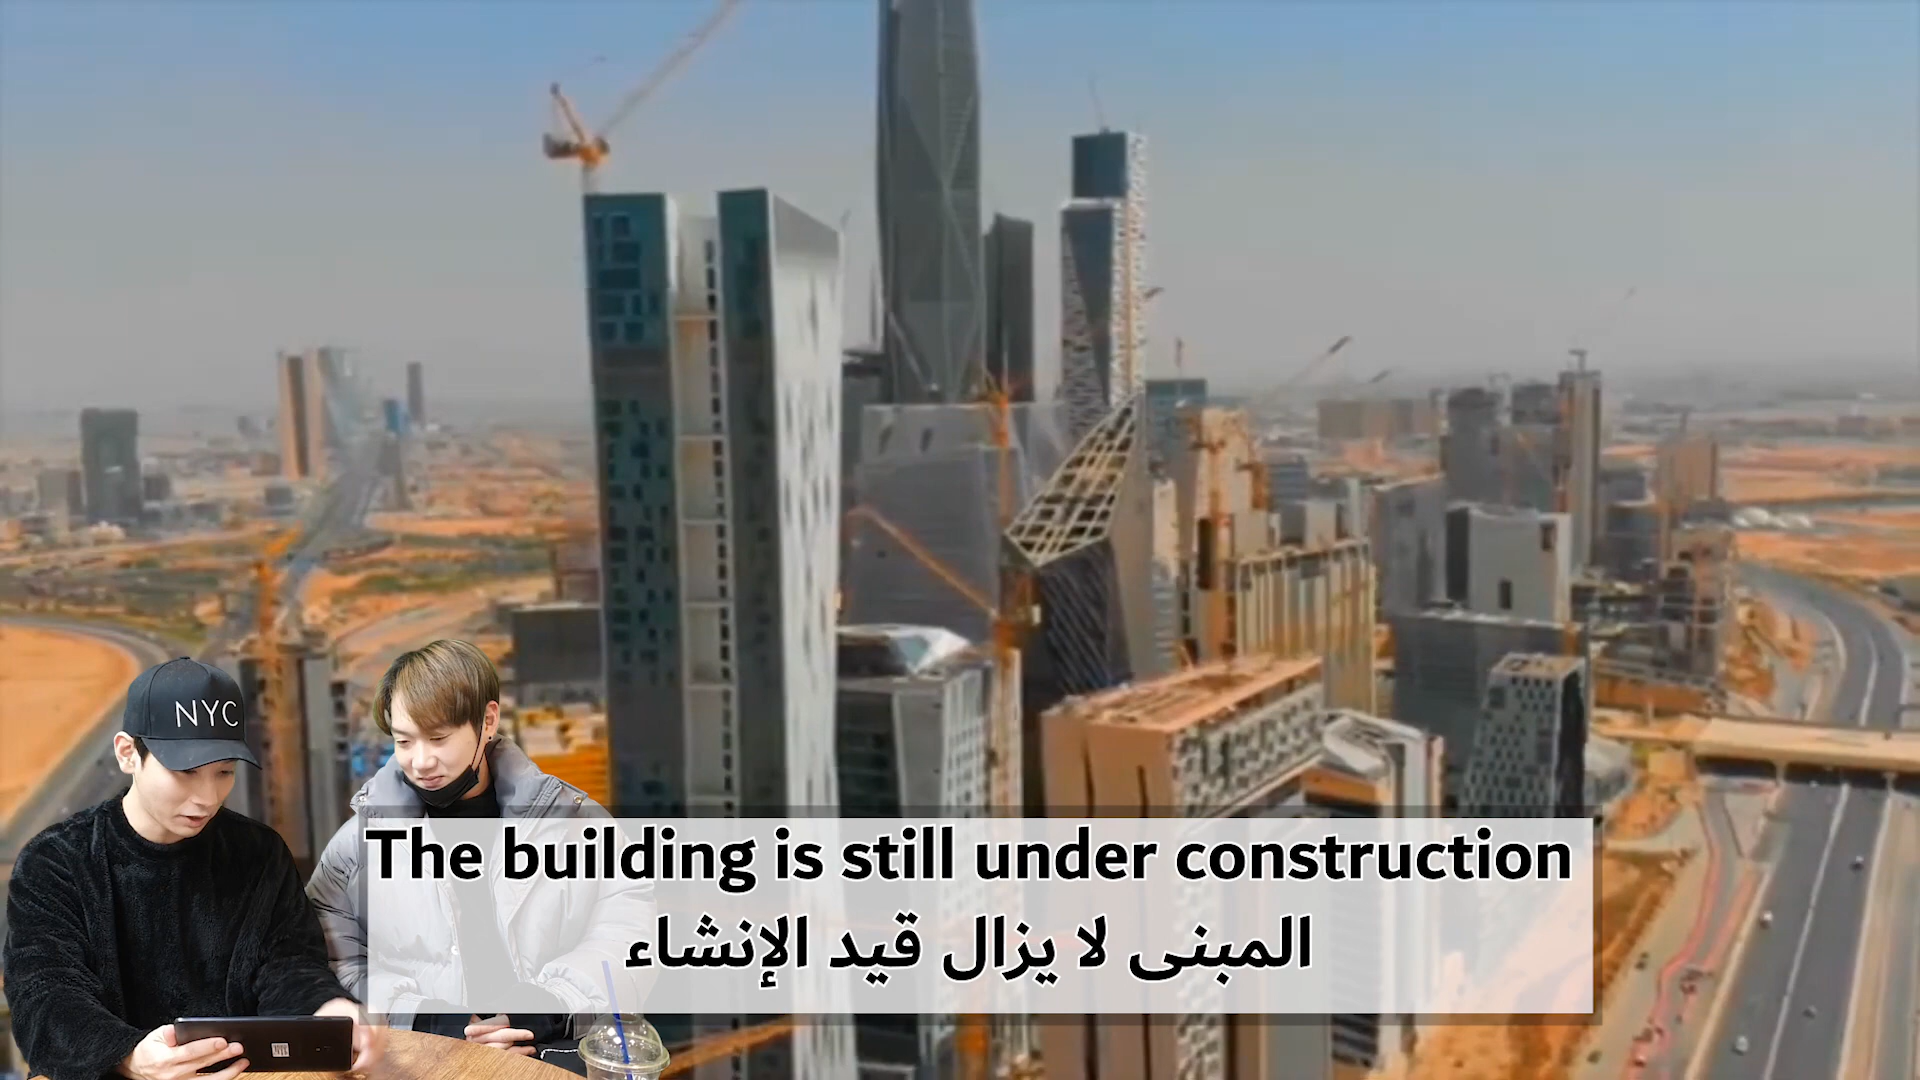 NYC
The building is still under construction
المبنى لا يزال قيد الإنشاء